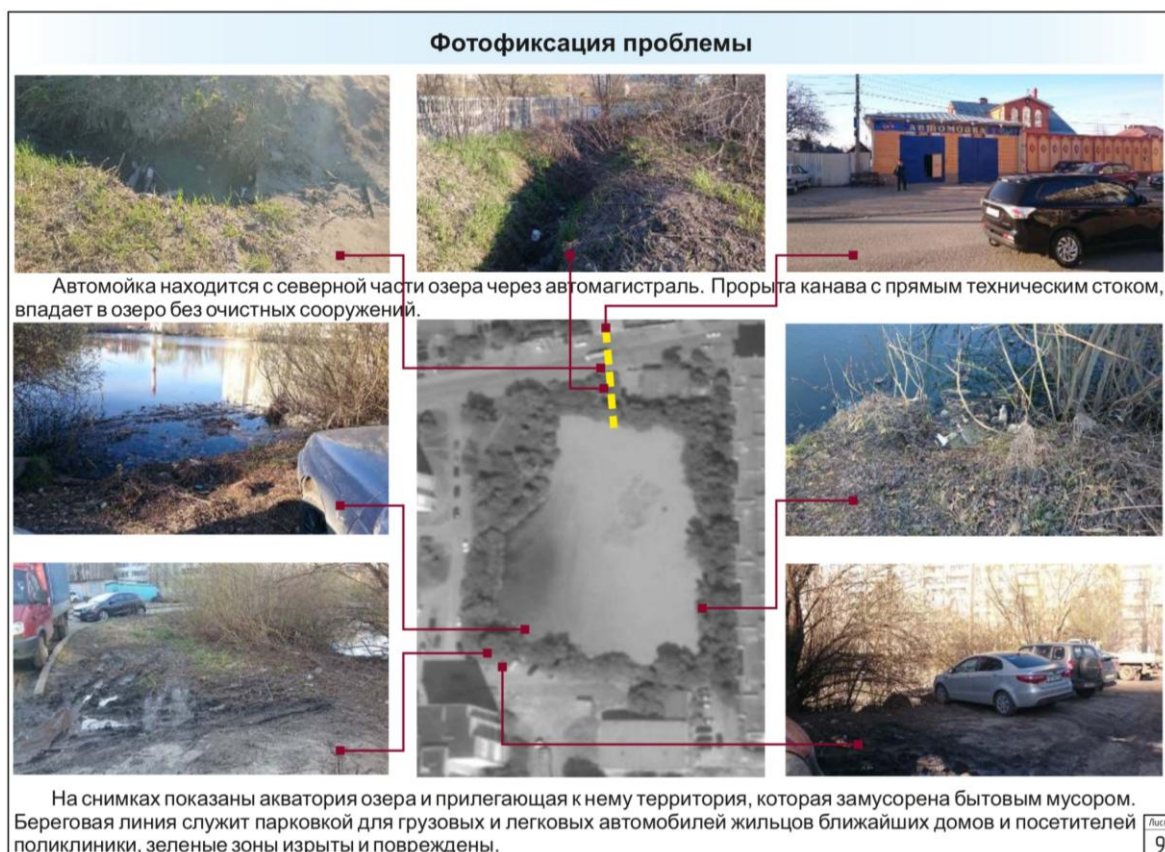 Фотофиксация проблемы
АВТОМОЙКА
Автомойка находится с северной части озера через автомагистраль. Прорыта канава с прямым техническим стоком,
впадает в озеро без очистных сооружений.
На снимках показаны акватория озера и прилегающая к нему территория, которая замусорена бытовым мусором.
Береговая линия служит парковкой для грузовых и легковых автомобилей жильцов ближайших домов и посетителей
поликлиники, зеленые зоны изрыты и повреждены.
Лист
9